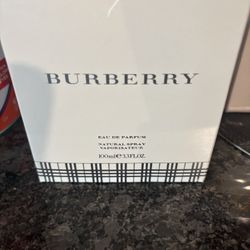 BURBERRY
EAU DE PARFUM
NATURAL SPRAY
VAPORISATEUR
100ml℮3.3FL.OZ.